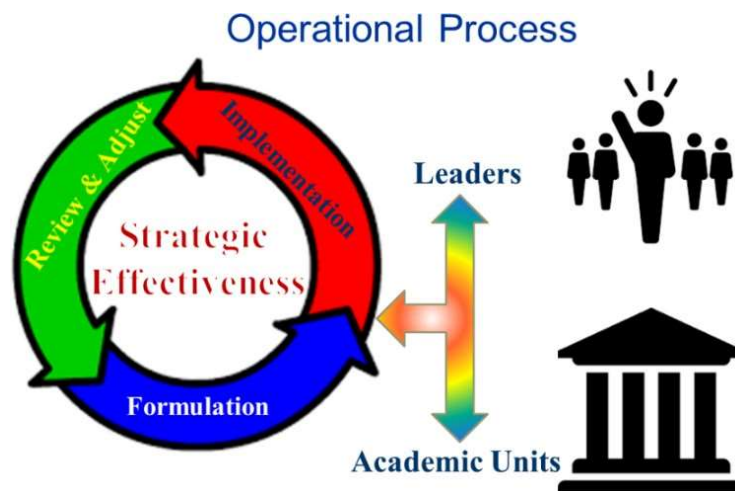 Operational Process
Review & Adjust
Implementation
Strategic
Effectiveness
Formulation
Leaders
Academic Units